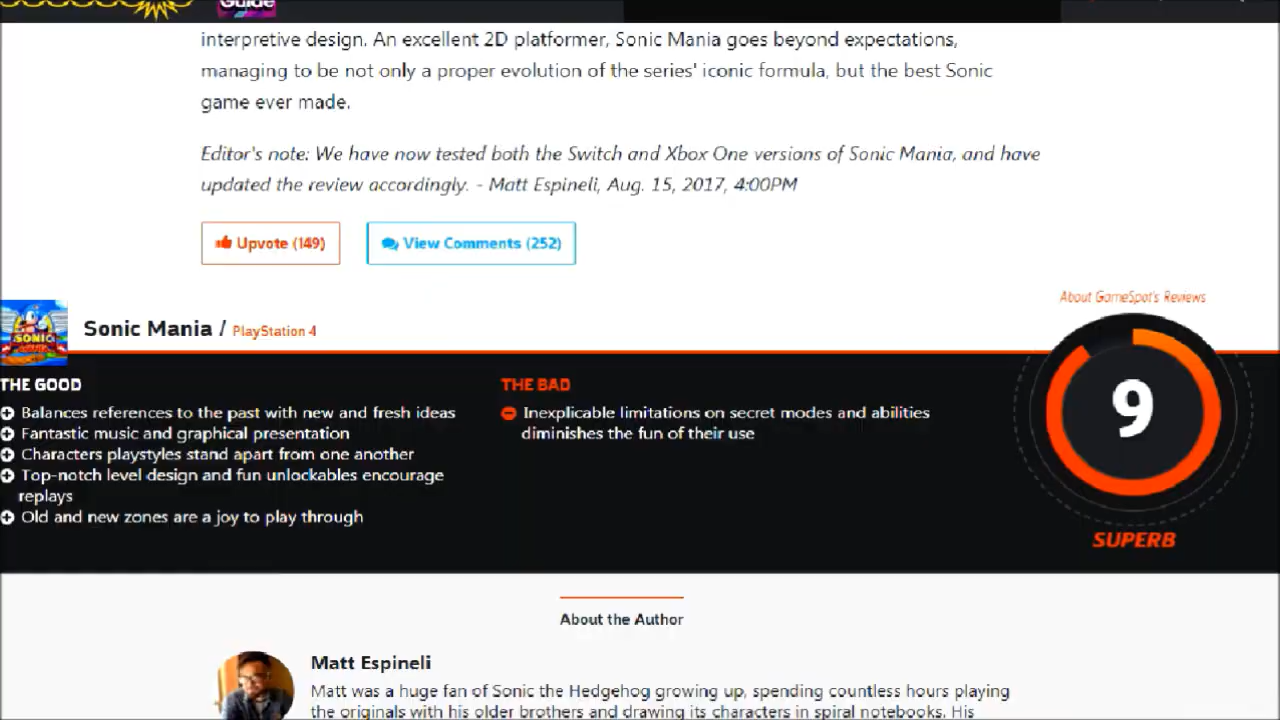 Guide
interpretive design. An excellent 2D platformer, Sonic Mania goes beyond expectations,
managing to be not only a proper evolution of the series' iconic formula, but the best Sonic
game ever made.
Editor's note: We have now tested both the Switch and Xbox One versions of Sonic Mania, and have
updated the review accordingly. - Matt Espineli, Aug. 15, 2017, 4:00PM
Upvote (149)
View Comments (252)
About GameSpot's Reviews
SONIC
Sonic Mania / PlayStation 4
THE GOOD
Balances references to the past with new and fresh ideas
Fantastic music and graphical presentation
Characters playstyles stand apart from one another
Top-notch level design and fun unlockables encourage
replays
Old and new zones are a joy to play through
THE BAD
Inexplicable limitations on secret modes and abilities
diminishes the fun of their use
9
SUPERB
About the Author
Matt Espineli
Matt was a huge fan of Sonic the Hedgehog growing up, spending countless hours playing
the originals with his older brothers and drawing its characters in spiral notebooks. His